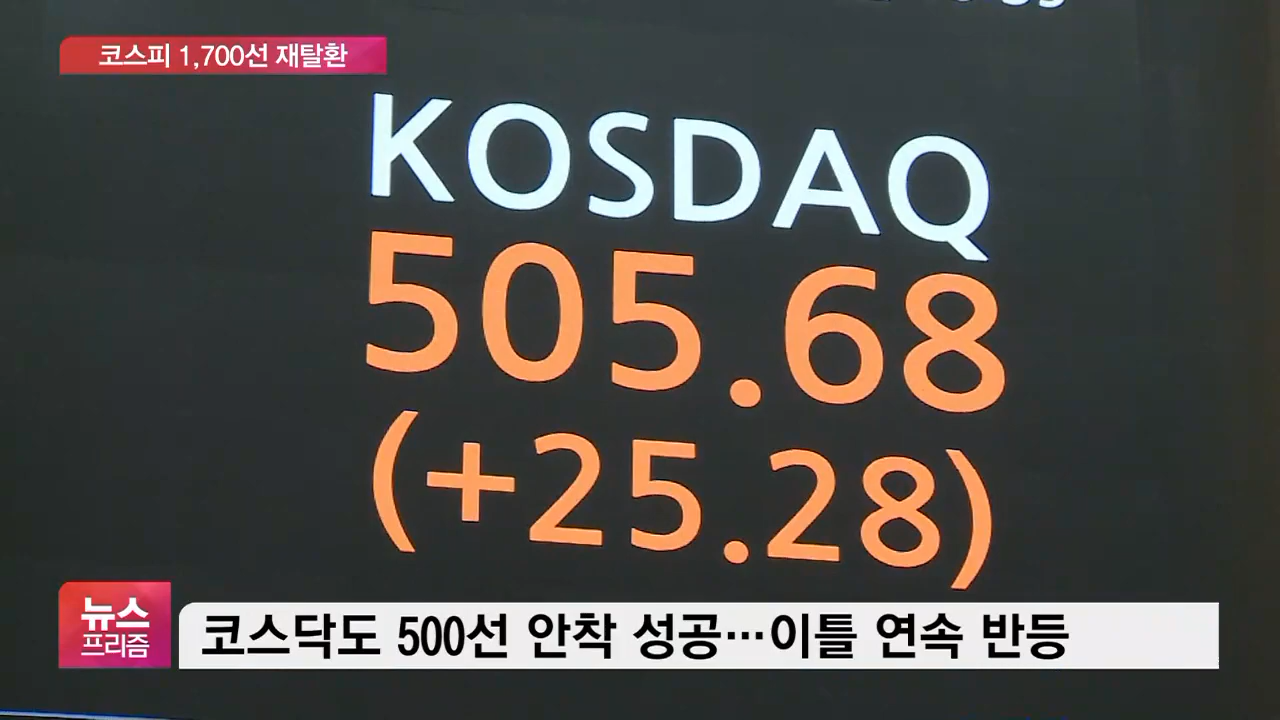 코스피 1,700선 재탈환
KOSDAQ
505.68
(+25.28)
뉴스
프리즘
코스닥도 500선 안착 성공…이틀 연속 반등